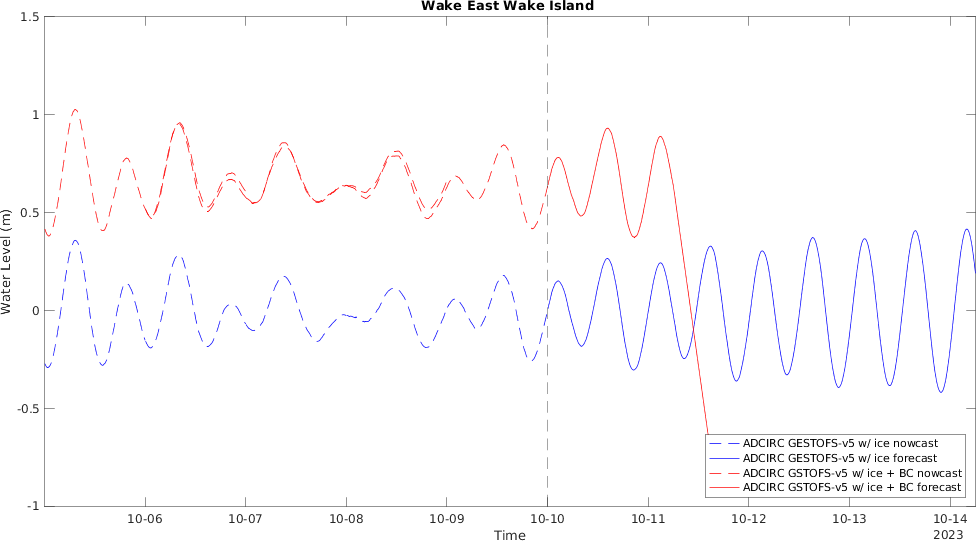 Wake East Wake Island
1.5
1
0.5
0
-0.5
-1
Water Level (m)
10-06
10-07
10-08
10-09
10-10
10-11
10-12
10-13
10-14
Time
2023
ADCIRC GESTOFS-v5 w/ ice nowcast
ADCIRC GESTOFS-v5 w/ ice forecast
ADCIRC GSTOFS-v5 w/ ice + BC nowcast
ADCIRC GSTOFS-v5 w/ ice + BC forecast